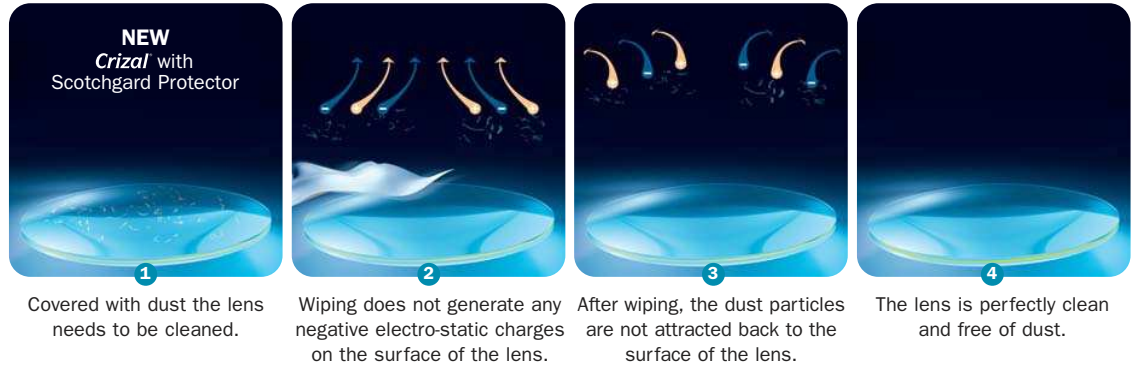 NEW
Crizal® with
Scotchgard Protector
1
Covered with dust the lens
needs to be cleaned.
2
Wiping does not generate any
negative electro-static charges
on the surface of the lens.
3
After wiping, the dust particles
are not attracted back to the
surface of the lens.
4
The lens is perfectly clean
and free of dust.